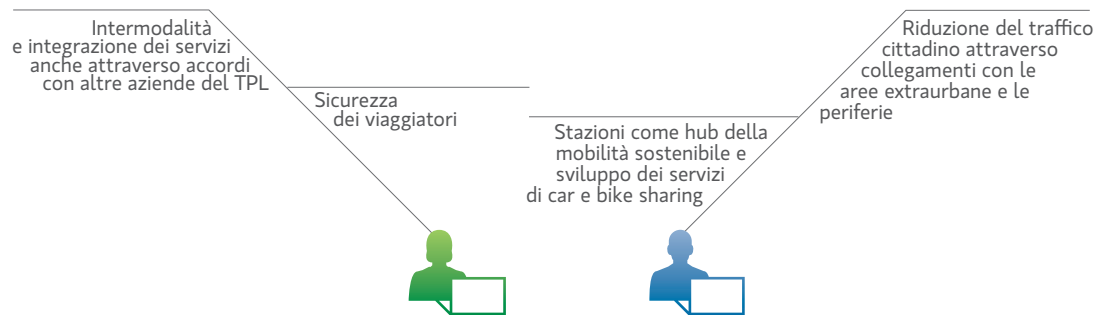 Intermodalità
e integrazione dei servizi
anche attraverso accordi
con altre aziende del TPL
Sicurezza
dei viaggiatori
Stazioni come hub della
mobilità sostenibile e
sviluppo dei servizi
di car e bike sharing
Riduzione del traffico
cittadino attraverso
collegamenti con le
aree extraurbane e le
periferie